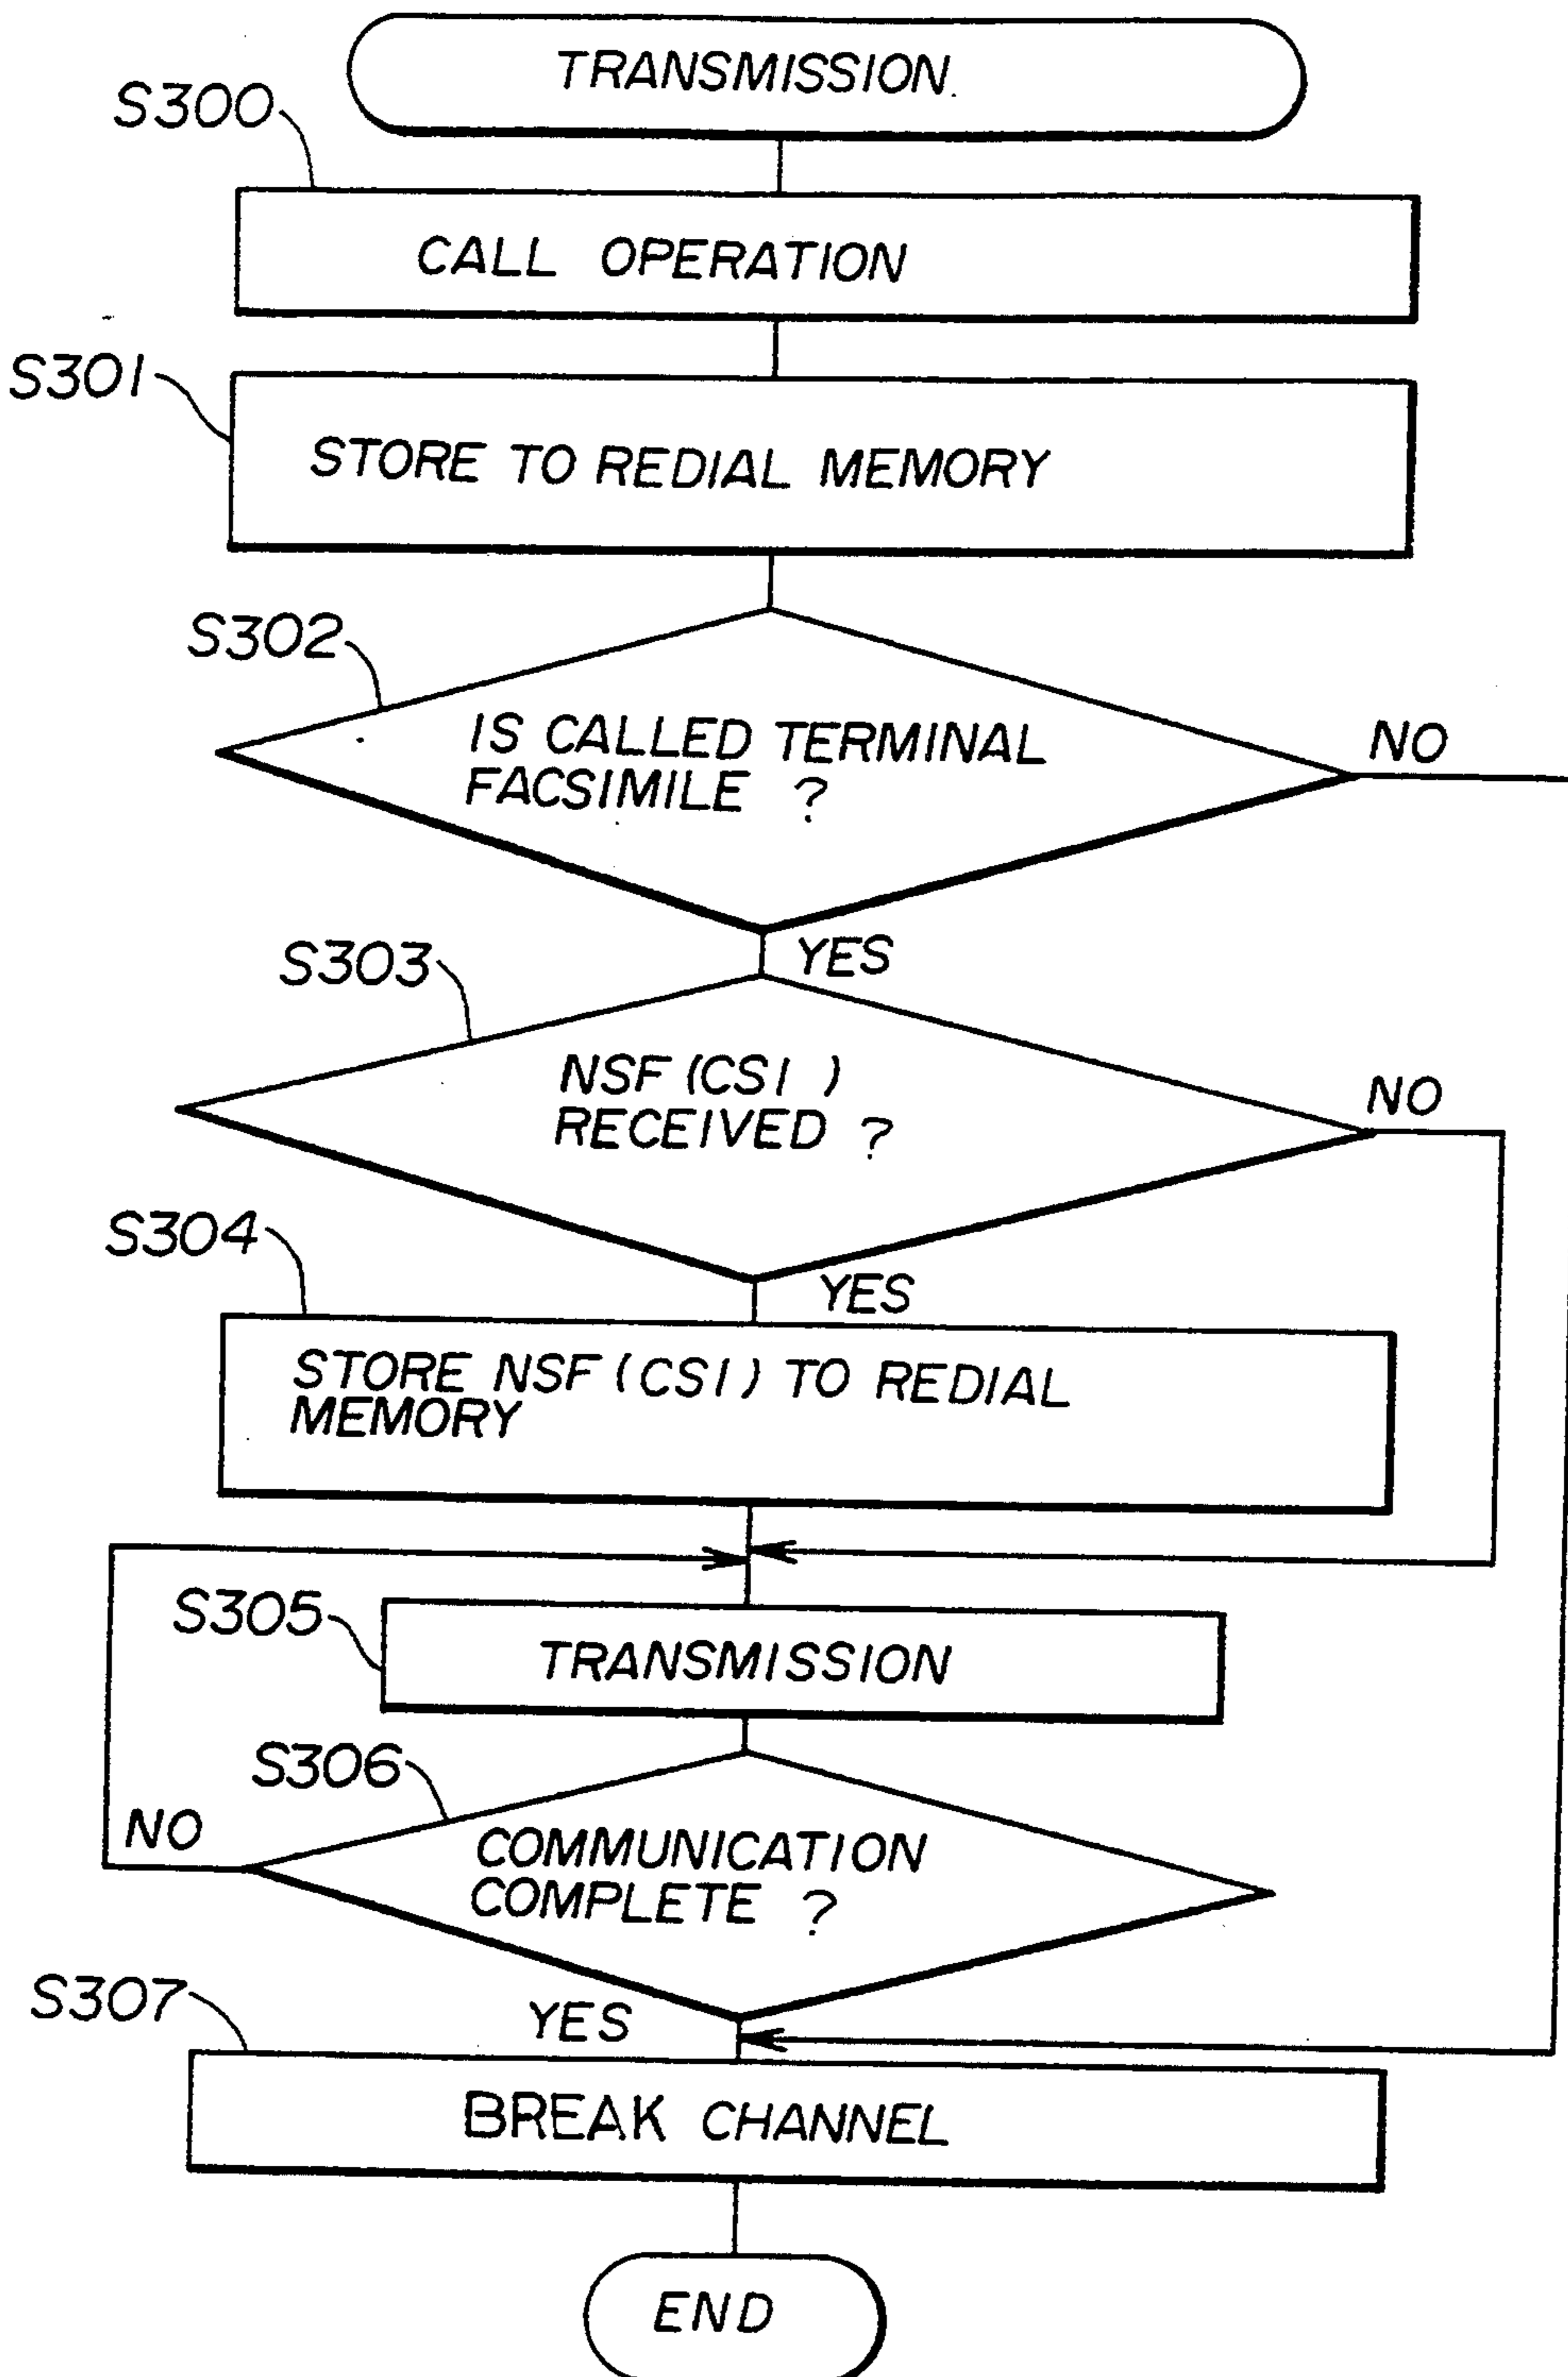 TRANSMISSION
S300
CALL OPERATION
S301
STORE TO REDIAL MEMORY
S302
IS CALLED TERMINAL
FACSIMILE ?
NO
YES
S303
NSF (CSI )
RECEIVED ?
NO
YES
S304
STORE NSF (CSI) TO REDIAL
MEMORY
S305
TRANSMISSION
S306
NO
COMMUNICATION
COMPLETE ?
YES
S307
BREAK CHANNEL
END